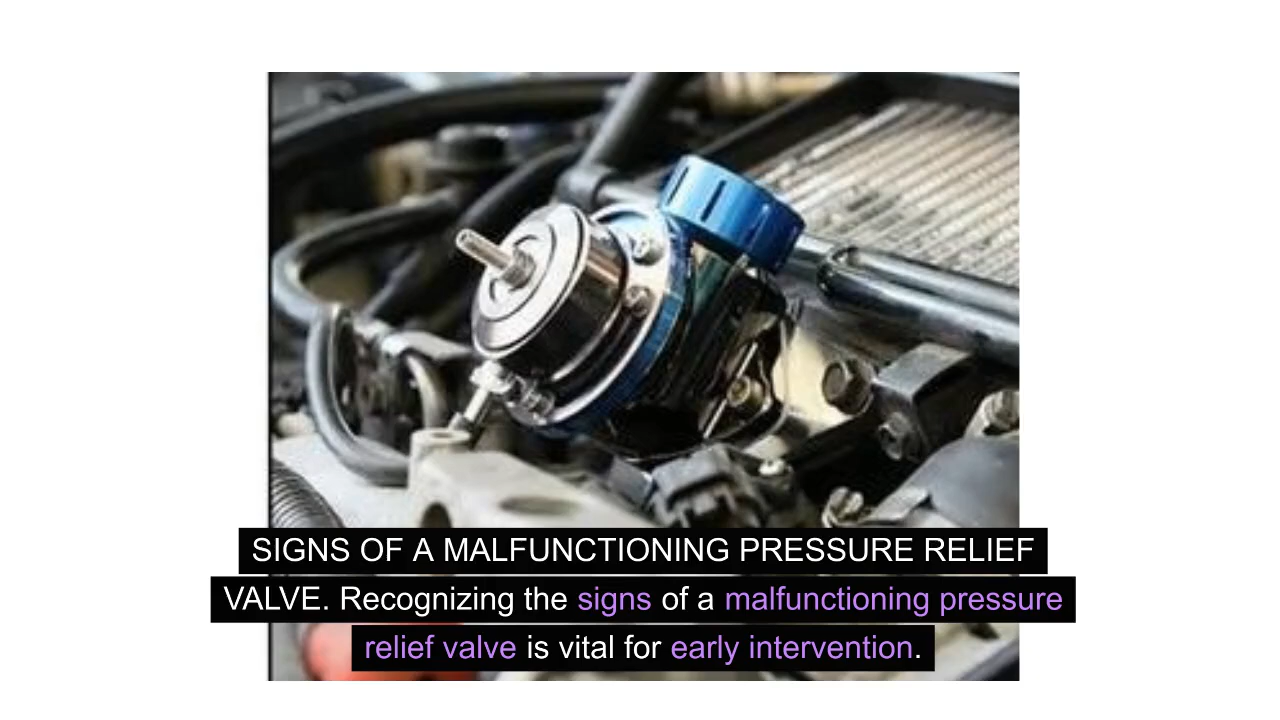 SIGNS OF A MALFUNCTIONING PRESSURE RELIEF
VALVE. Recognizing the signs of a malfunctioning pressure
relief valve is vital for early intervention.